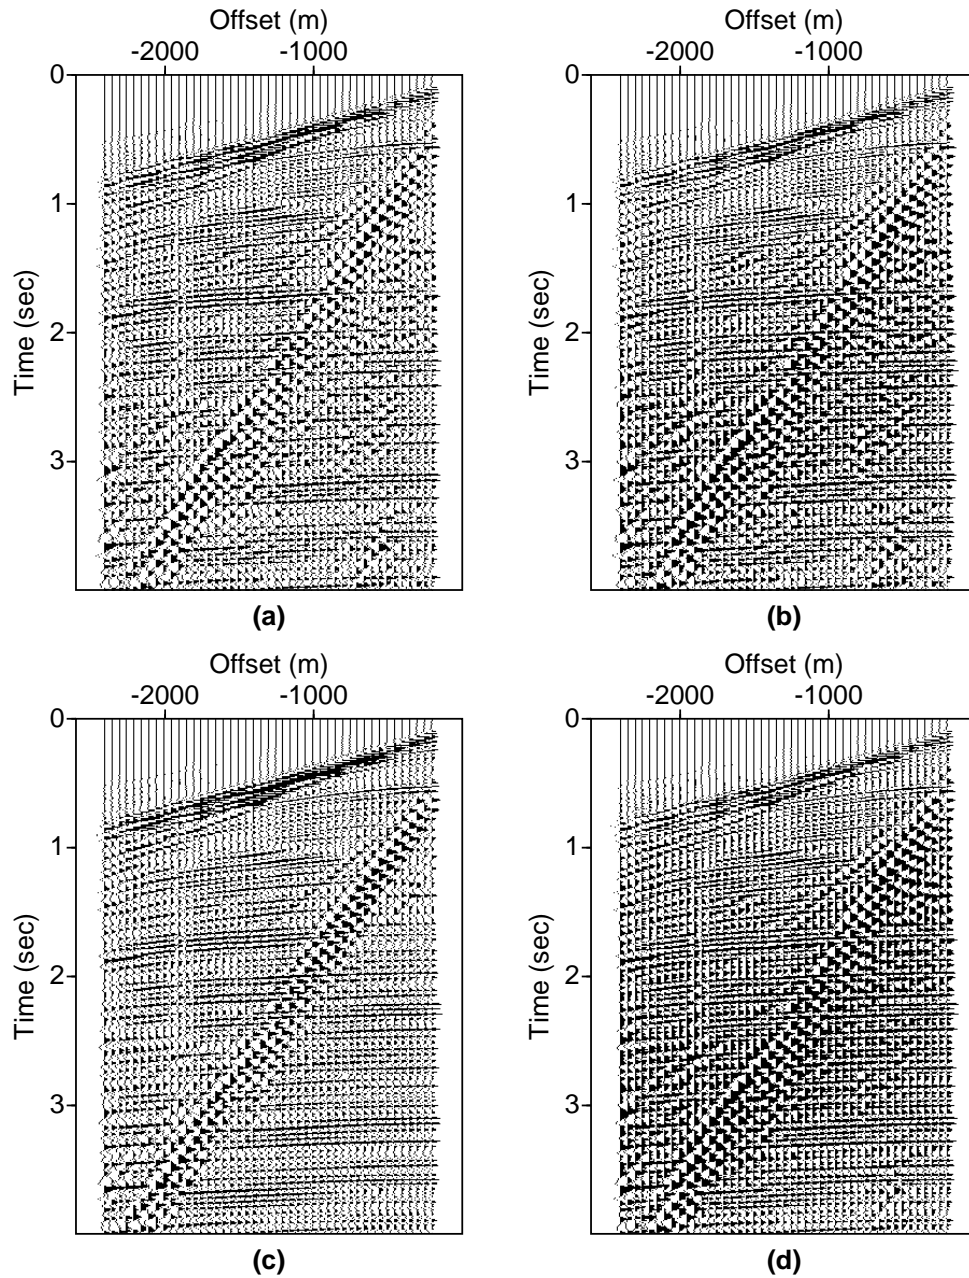 Offset (m)
-2000 -1000
0
1
2
3
Time (sec)
(a)
Offset (m)
-2000 -1000
0
1
2
3
Time (sec)
(b)
Offset (m)
-2000 -1000
0
1
2
3
Time (sec)
(c)
Offset (m)
-2000 -1000
0
1
2
3
Time (sec)
(d)